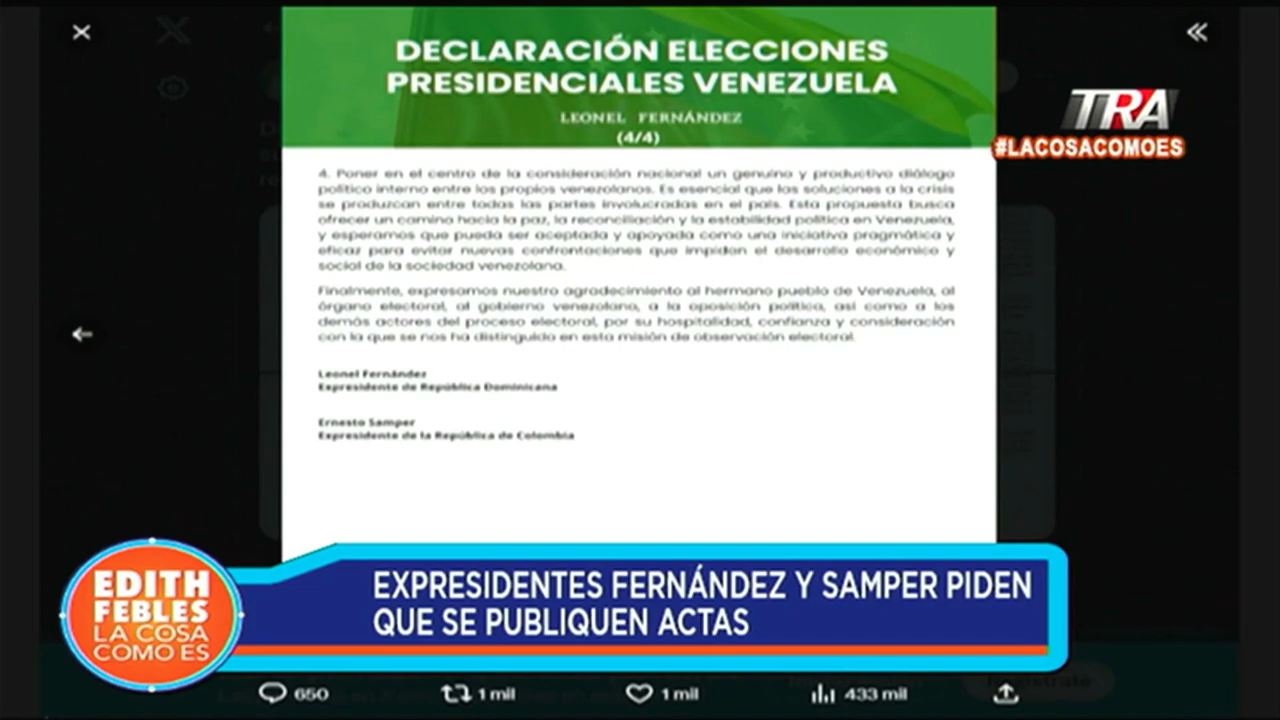 DECLARACIÓN ELECCIONES
PRESIDENCIALES VENEZUELA
LEONEL FERNÁNDEZ
(4/4)
TRA
#LACOSACOMOES
4. Poner en el centro de la consideración nacional un genuino y productivo diálogo
político interno entre los propios venezolanos. Es esencial que las soluciones a la crisis
se produzcan entre todas las partes involucradas en el país. Esta propuesta busca
ofrecer un camino hacia la paz, la reconciliación y la estabilidad política en Venezuela,
y esperamos que pueda ser aceptada y apoyada como una iniciativa pragmática y
eficaz para evitar nuevas confrontaciones que impidan el desarrollo económico y
social de la sociedad venezolana.
Finalmente, expresamos nuestro agradecimiento al hermano pueblo de Venezuela, al
órgano electoral, al gobierno venezolano, a la oposición política, así como a los
demás actores del proceso electoral, por su hospitalidad, confianza y consideración
con la que se nos ha distinguido en esta misión de observación electoral.
Leonel Fernández
Expresidente de República Dominicana
Ernesto Samper
Expresidente de la República de Colombia
EDITH
FEBLES
LA COSA
COMO ES
EXPRESIDENTES FERNÁNDEZ Y SAMPER PIDEN
QUE SE PUBLIQUEN ACTAS
650
1 mil
1 mil
433 mil